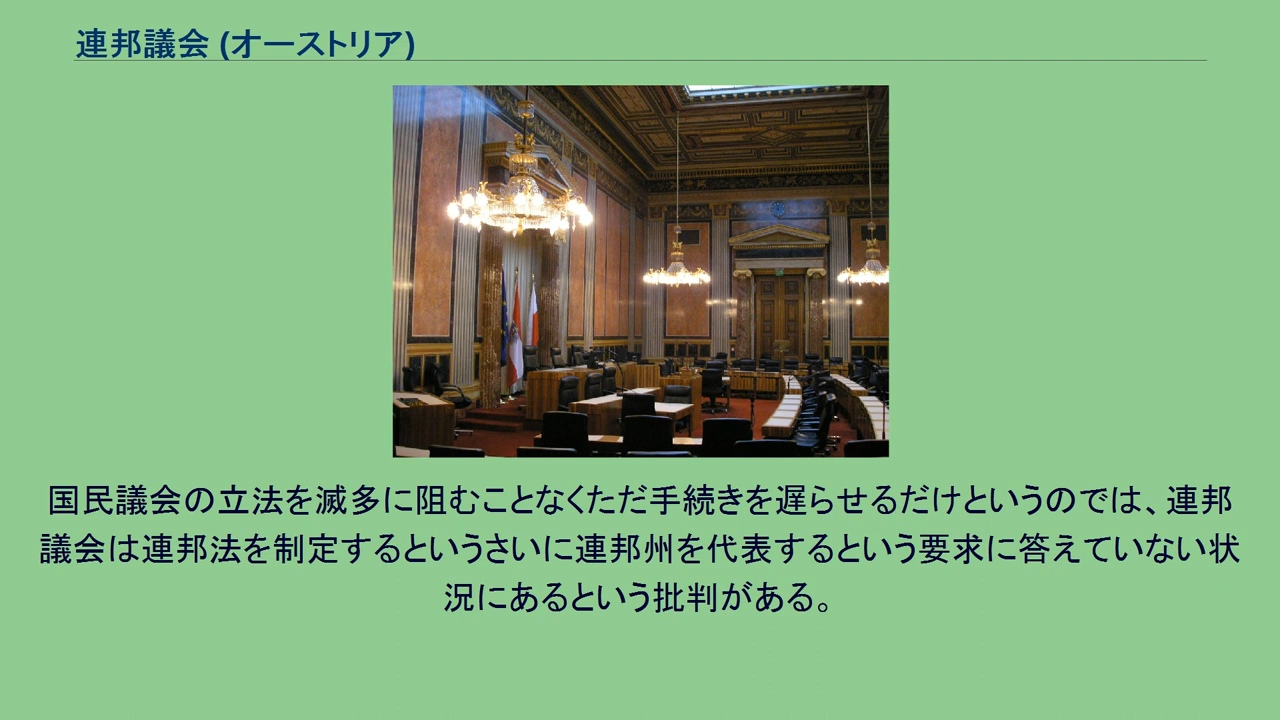 連邦議会 (オーストリア)
国民議会の立法を滅多に阻むことなくただ手続きを遅らせるだけというのでは、連邦
議会は連邦法を制定するというさいに連邦州を代表するという要求に答えていない状
況にあるという批判がある。